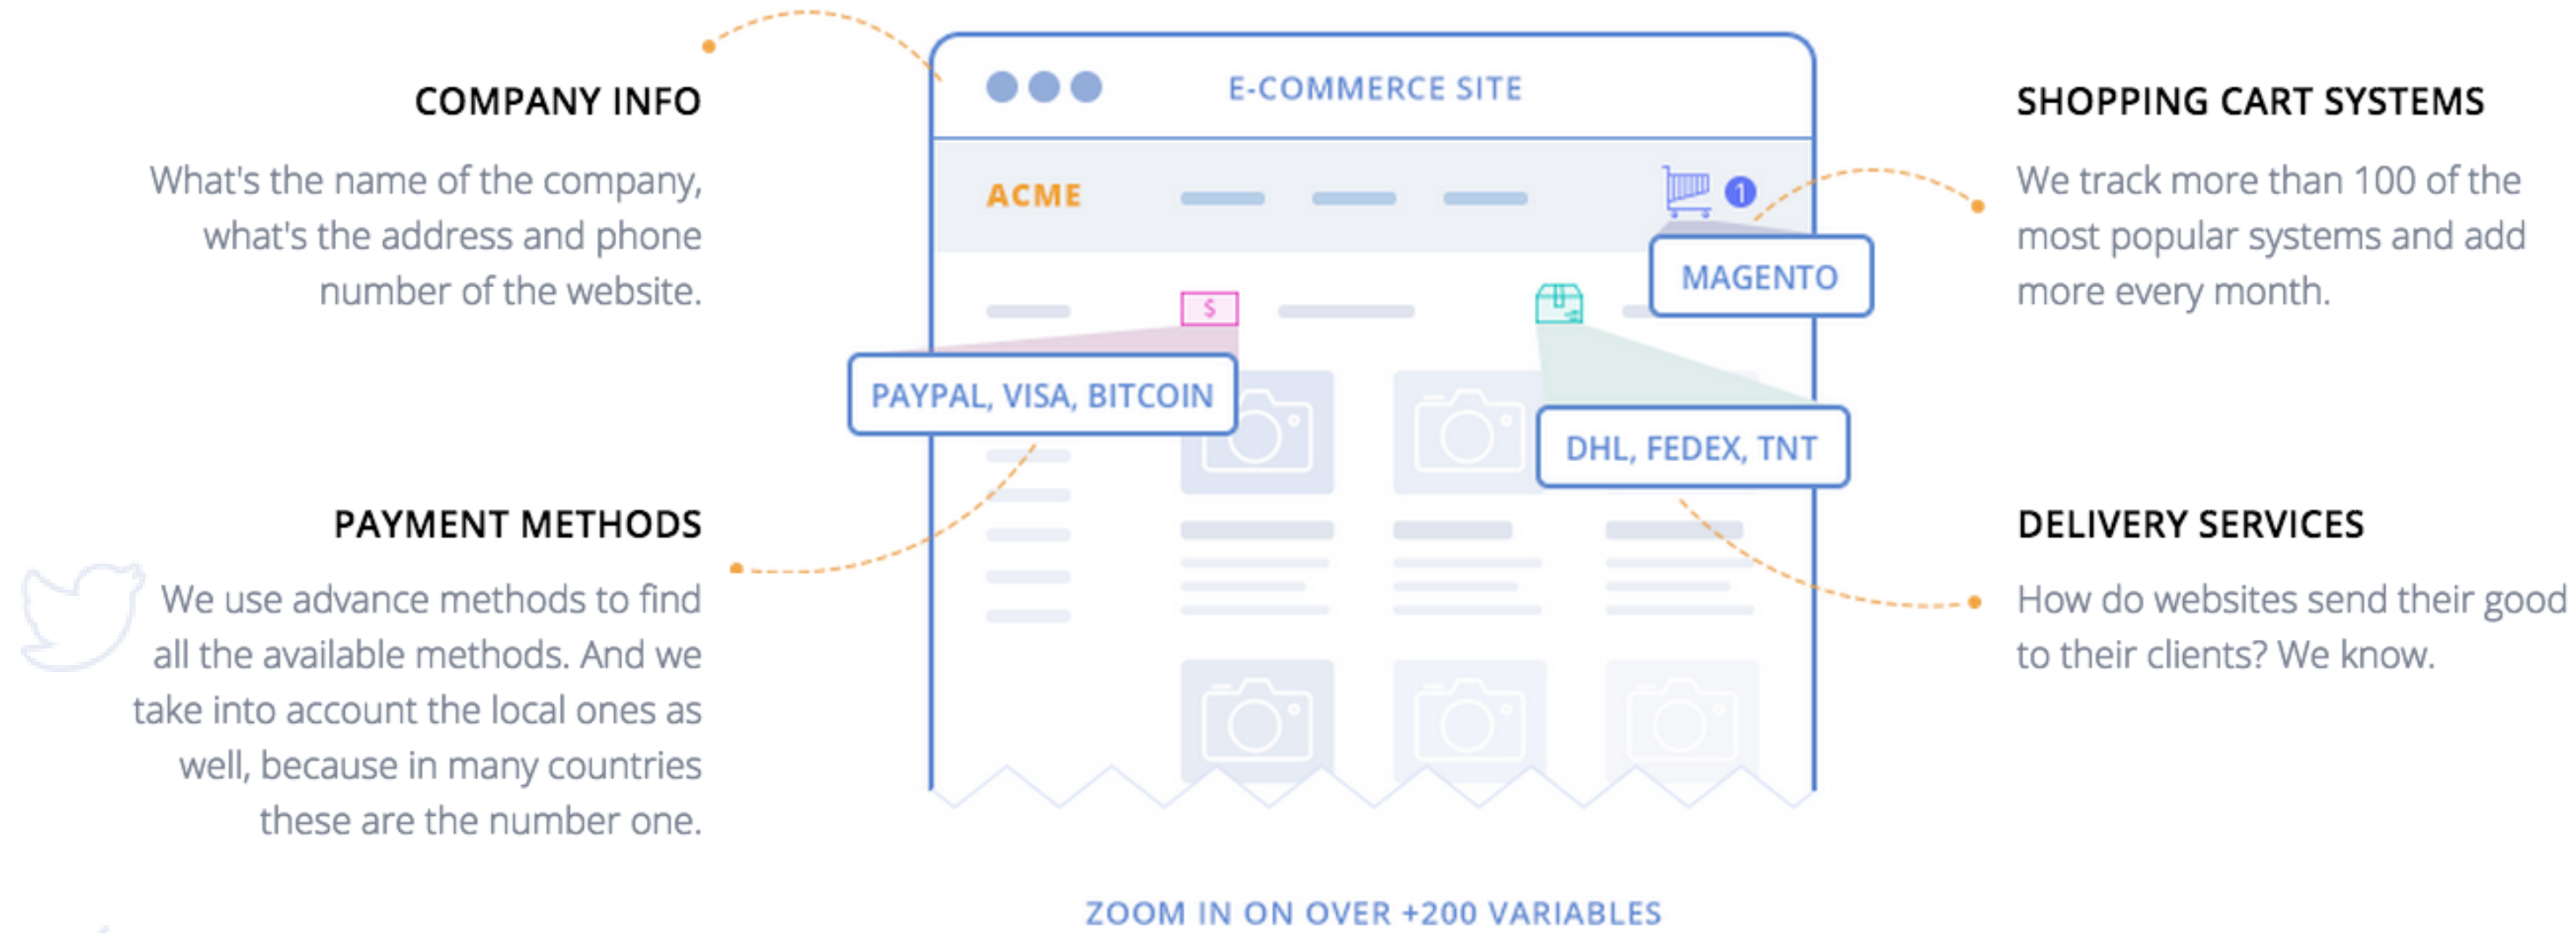 COMPANY INFO
What's the name of the company,
what's the address and phone
number of the website.
PAYMENT METHODS
We use advance methods to find
all the available methods. And we
take into account the local ones as
well, because in many countries
these are the number one.
E-COMMERCE SITE
ACME
1
MAGENTO
$
PAYPAL, VISA, BITCOIN
DHL, FEDEX, TNT
ZOOM IN ON OVER +200 VARIABLES
SHOPPING CART SYSTEMS
We track more than 100 of the
most popular systems and add
more every month.
DELIVERY SERVICES
How do websites send their good
to their clients? We know.